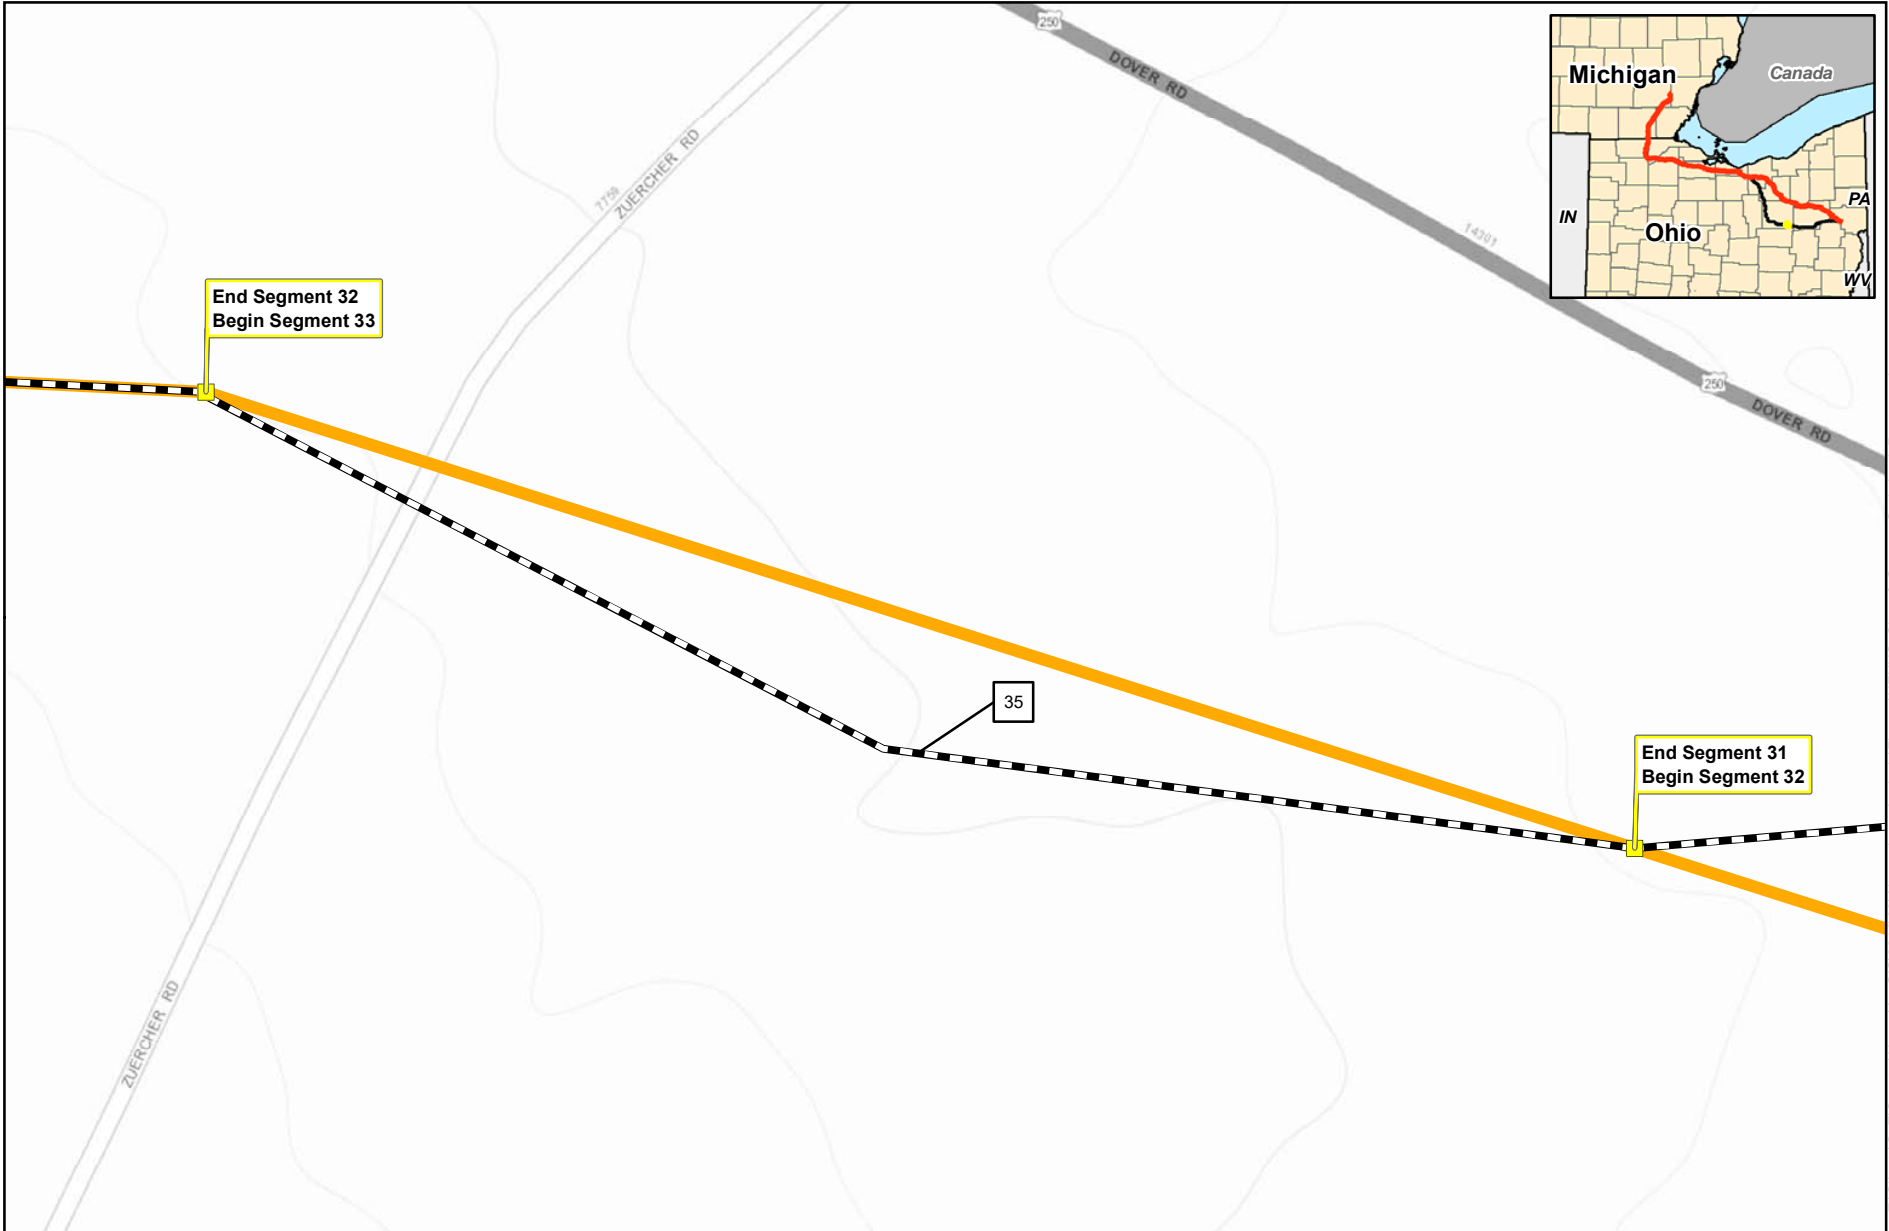 250
DOVER RD
Michigan
Canada
IN
Ohio
PA
WV
7759
ZUERCHER RD
14301
End Segment 32
Begin Segment 33
250
DOVER RD
35
End Segment 31
Begin Segment 32
ZUERCHER RD